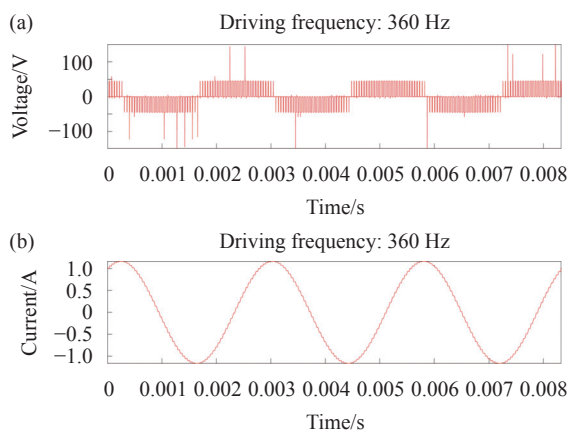 (a) Driving frequency: 360 Hz
Voltage/V
100
0
−100
0 0.001 0.002 0.003 0.004 0.005 0.006 0.007 0.008
Time/s
(b) Driving frequency: 360 Hz
Current/A
1.0
0.5
0
−0.5
−1.0
0 0.001 0.002 0.003 0.004 0.005 0.006 0.007 0.008
Time/s